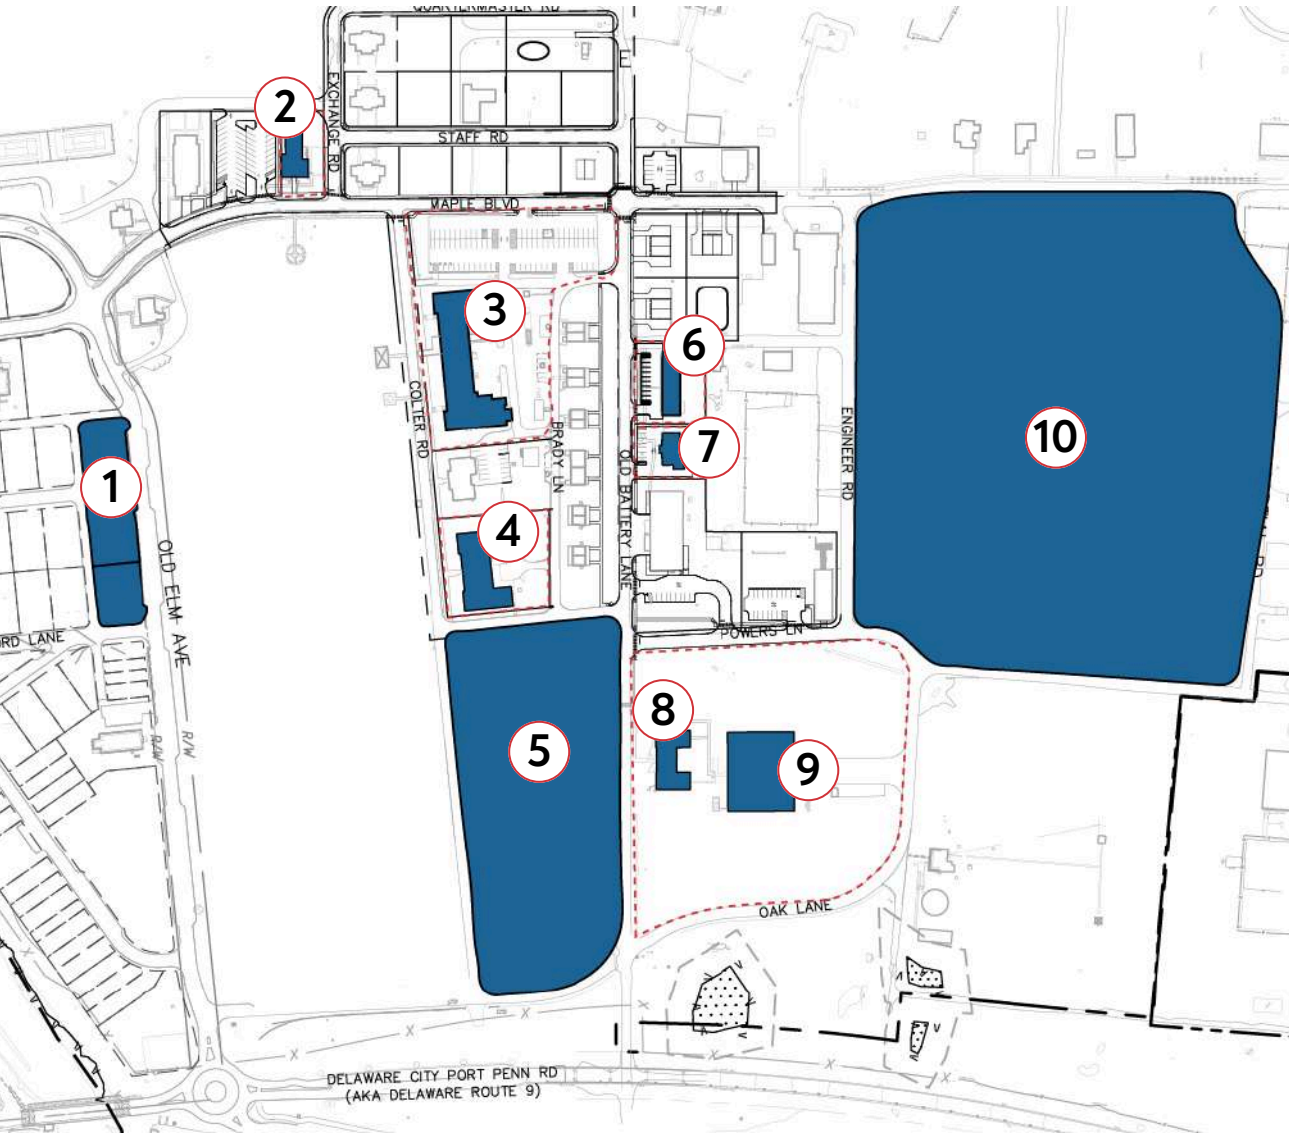 QUARTERMASTER RD
2
EXCHANGE RD
STAFF RD
MAPLE BLVD
3
6
COLTER RD
BRADY LN
OLD BATTERY LANE
7
ENGINEER RD
10
1
4
OLD ELM AVE
RD LANE
POWERS LN
8
5
9
R/W
R/W
OAK LANE
DELAWARE CITY PORT PENN RD
(AKA DELAWARE ROUTE 9)